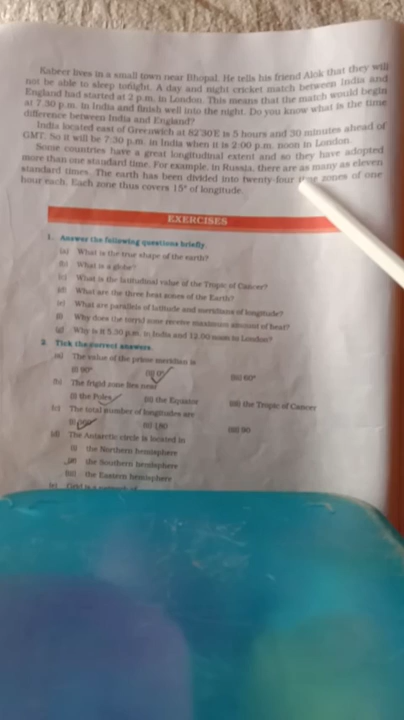 Kabeer lives in a small town near Bhopal. He tells his friend Alok that they will
not be able to sleep tonight. A day and night cricket match between India and
England had started at 2 p.m. in London. This means that the match would begin
at 7.30 p.m. in India and finish well into the night. Do you know what is the time
difference between India and England?
India located east of Greenwich at 82°30'E is 5 hours and 30 minutes ahead of
GMT. So it will be 7:30 p.m. in India when it is 2:00 p.m. noon in London.
Some countries have a great longitudinal extent and so they have adopted
more than one standard time. For example, in Russia, there are as many as eleven
standard times. The earth has been divided into twenty-four time zones of one
hour each. Each zone thus covers 15° of longitude.
EXERCISES
1. Answer the following questions briefly.
(a) What is the true shape of the earth?
(b) What is a globe?
(c) What is the latitudinal value of the Tropic of Cancer?
(d) What are the three heat zones of the Earth?
(e) What are parallels of latitude and meridians of longitude?
(f) Why does the torrid zone receive maximum amount of heat?
(g) Why is it 5.30 p.m. in India and 12.00 noon in London?
2. Tick the correct answers.
(a) The value of the prime meridian is
(i) 90° (ii) 0° (iii) 60°
(b) The frigid zone lies near
(i) the Poles (ii) the Equator (iii) the Tropic of Cancer
(c) The total number of longitudes are
(i) (ii) 180 (iii) 90
(d) The Antarctic circle is located in
(i) the Northern hemisphere
(ii) the Southern hemisphere
(iii) the Eastern hemisphere
(e) Grid is a network of